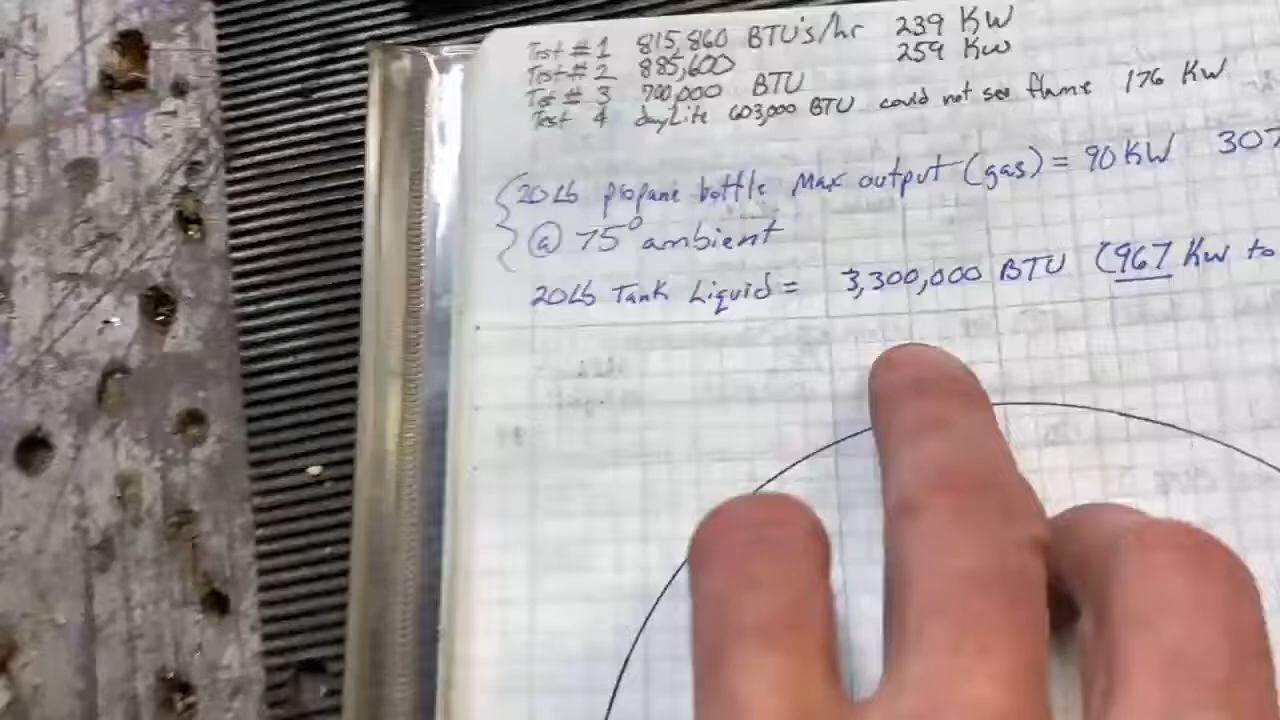 Test # 1 815,860 BTU's/hr 239 KW
Test # 2 885,600 259 KW
Test # 3 700,000 BTU
Test 4 dayLite 603,000 BTU could not see flame 176 KW
20Lb propane bottle Max output (gas) = 90 KW 307
@ 75° ambient
20Lb Tank Liquid = 3,300,000 BTU (967 KW to